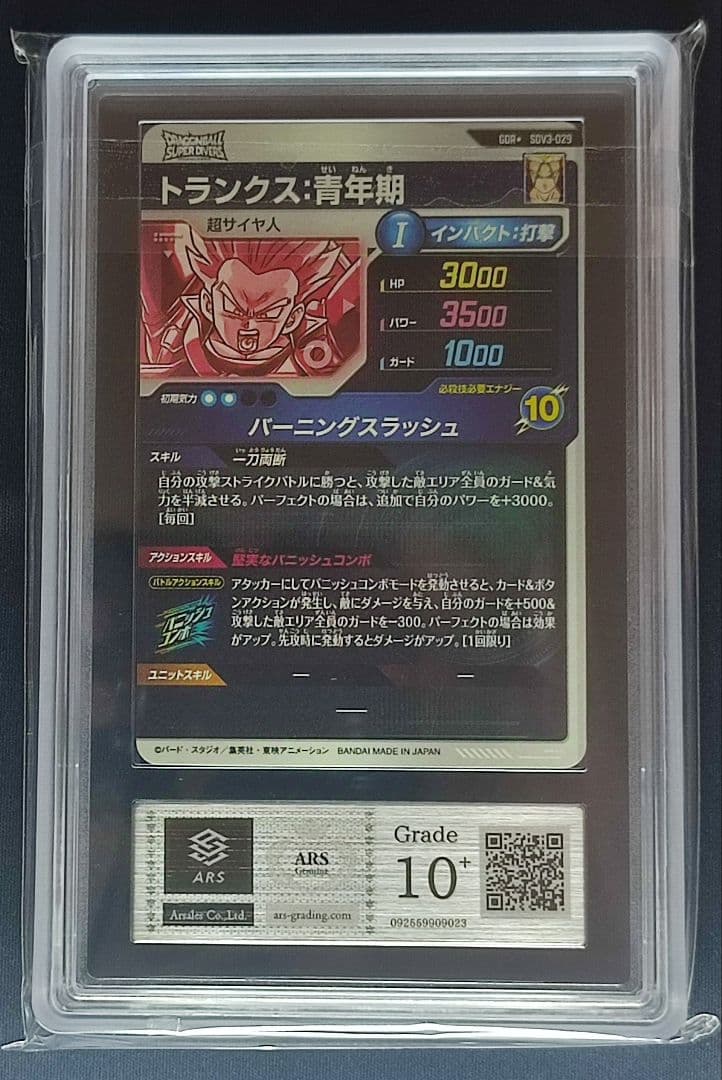 DRAGONBALL SUPER DIVERS
GDR★ SDV3-029
せいねんき
トランクス:青年期
超サイヤ人
I インパクト:打撃
HP 3000
パワー 3500
ガード 1000
初期気力
必殺技必要エナジー
10
バーニングスラッシュ
スキル
いっとうりょうだん
一刀両断
自分の攻撃ストライクバトルに勝つと、攻撃した敵エリア全員のガード&気
力を半減させる。パーフェクトの場合は、追加で自分のパワーを+3000。
[毎回]
アクションスキル
堅実なバニッシュコンボ
バトルアクションスキル
バニッシュ
コンボ
アタッカーにしてバニッシュコンボモードを発動させると、カード&ボタ
ンアクションが発生し、敵にダメージを与え、自分のガードを+500&
攻撃した敵エリア全員のガードを-300。パーフェクトの場合は効果
がアップ。先攻時に発動するとダメージがアップ。[1回限り]
ユニットスキル
—
—
—
©バード・スタジオ/集英社・東映アニメーション BANDAI MADE IN JAPAN
ARS
Arsales Co.,Ltd.
ARS
Genuine
ars-grading.com
Grade
10+
092559909023